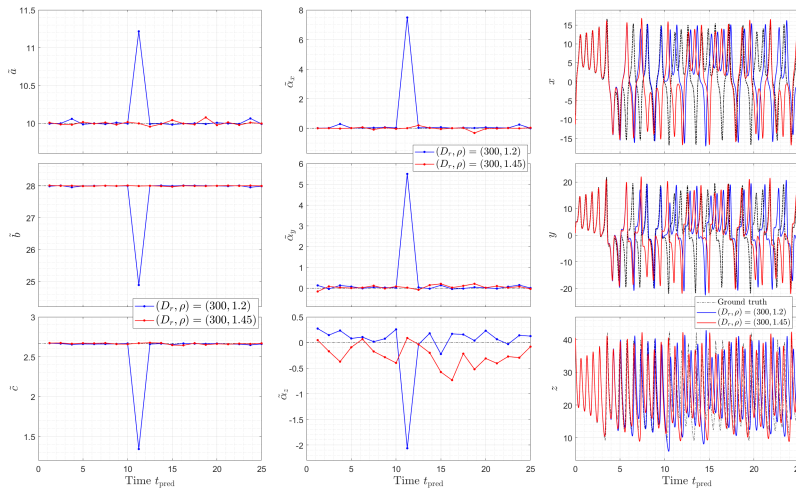 11.5
11
10.5
10
ã
28
27
26
25
b̃
(D_r, ρ) = (300, 1.2)
(D_r, ρ) = (300, 1.45)
3
2.5
2
1.5
c̃
0 5 10 15 20 25
Time t_pred
8
6
4
2
0
α̃_x
(D_r, ρ) = (300, 1.2)
(D_r, ρ) = (300, 1.45)
6
5
4
3
2
1
0
α̃_y
0.5
0
-0.5
-1
-1.5
-2
α̃_z
0 5 10 15 20 25
Time t_pred
15
10
5
0
-5
-10
-15
x
20
10
0
-10
-20
y
Ground truth
(D_r, ρ) = (300, 1.2)
(D_r, ρ) = (300, 1.45)
40
30
20
10
z
0 5 10 15 20 25
Time t_pred